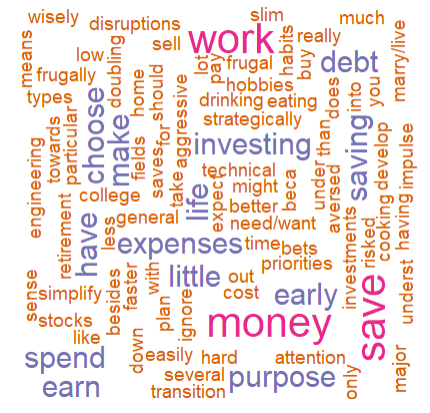 wisely
disruptions
slim
much
work
really
means
low
sell
habits
buy
debt
marry/live
frugally
doubling
lot
pay
frugal
types
hobbies
does
into
you
choose
make
home
should
aggressive
drinking
eating
strategically
towards
particular
fields
saves
for
investing
than
saving
develop
impulse
engineering
college
take
technical
under
aversed
cooking
retirement
have
less
general
life
expect
might
beca
better
need/want
risked
having
expenses
time
bets
investments
underst
sense
simplify
besides
faster
with
little
out
priorities
stocks
plan
ignore
cost
early
save
like
money
spend
down
easily
hard
attention
major
earn
several
transition
purpose
only